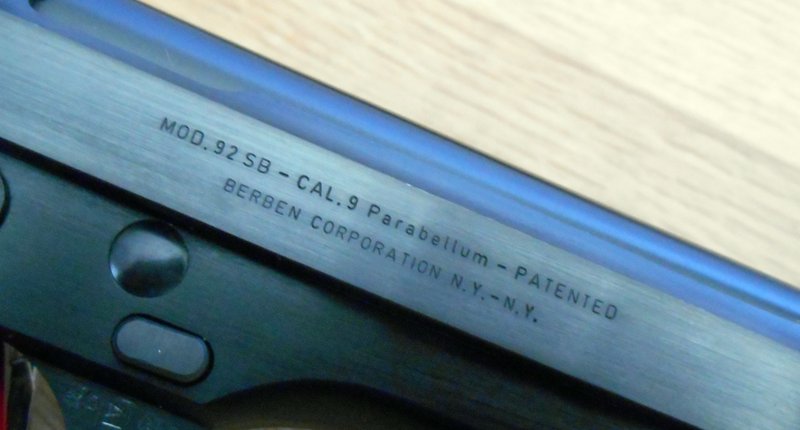 MOD. 92 SB – CAL. 9 Parabellum – PATENTED
BERBEN CORPORATION N.Y.–N.Y.